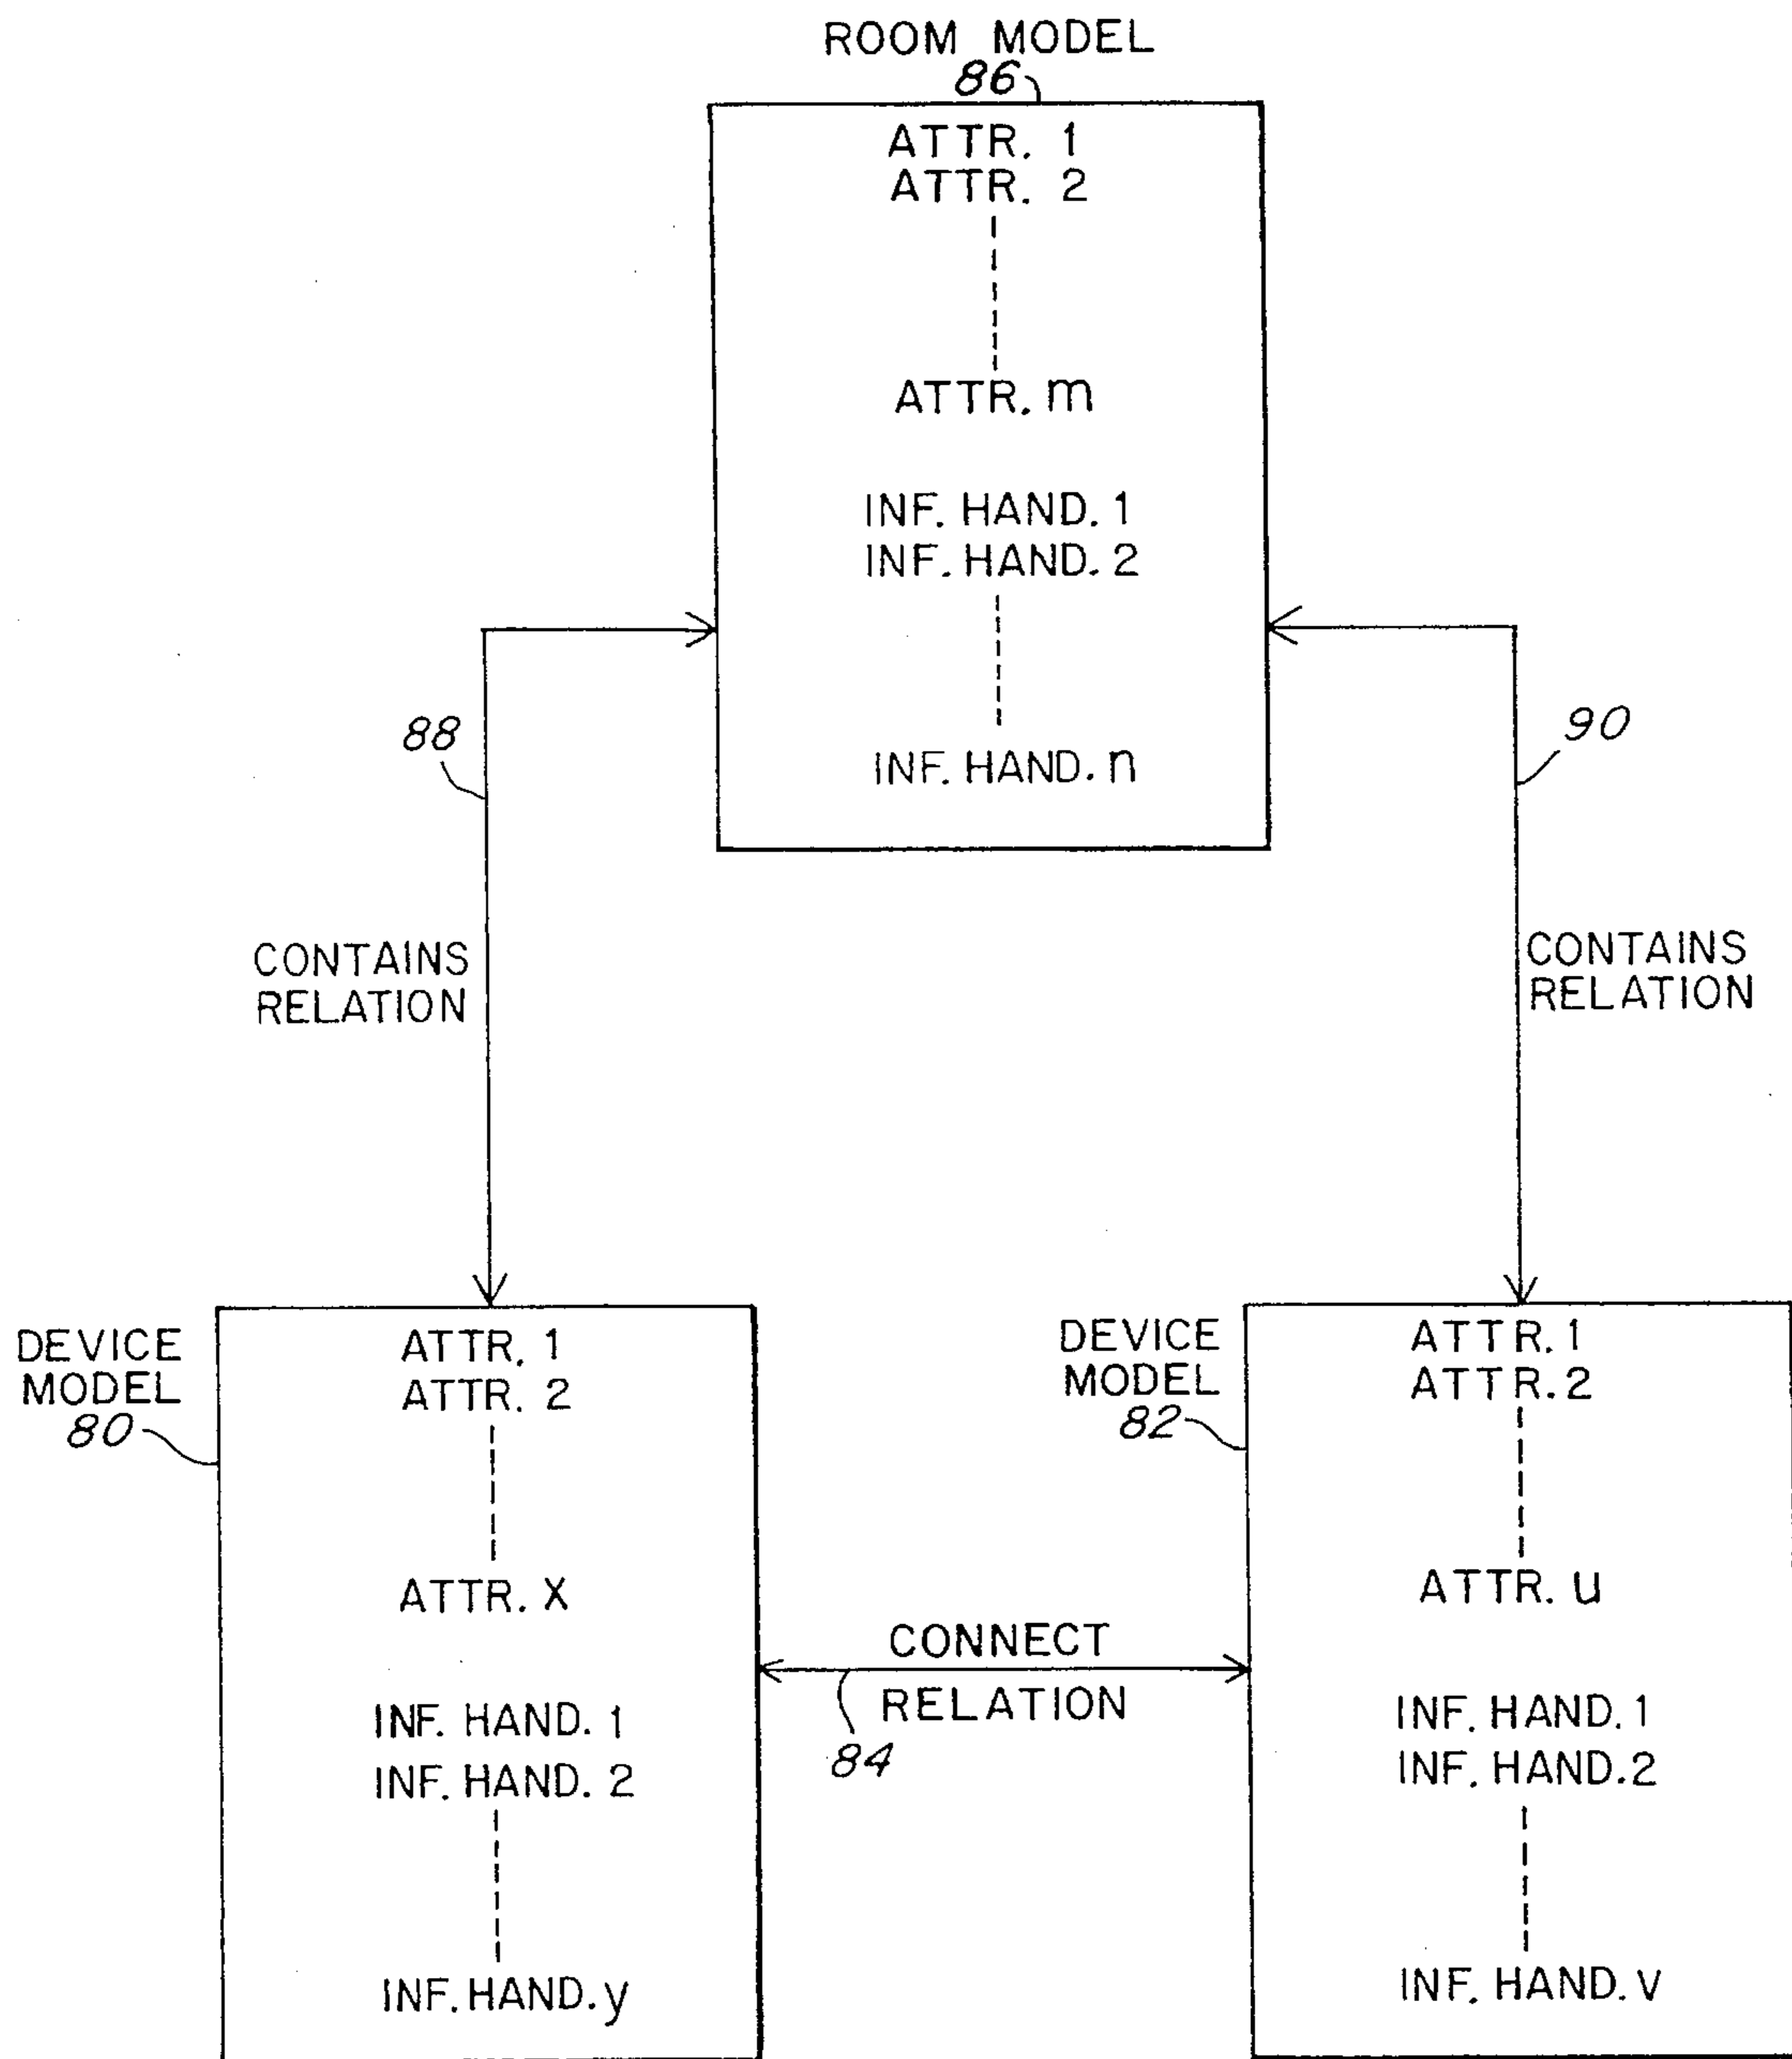 ROOM MODEL
86
ATTR. 1
ATTR. 2
ATTR. m
INF. HAND. 1
INF. HAND. 2
INF. HAND. n
88
90
CONTAINS
RELATION
CONTAINS
RELATION
DEVICE
MODEL
80
ATTR. 1
ATTR. 2
ATTR. x
INF. HAND. 1
INF. HAND. 2
INF. HAND. y
CONNECT
RELATION
84
DEVICE
MODEL
82
ATTR. 1
ATTR. 2
ATTR. u
INF. HAND. 1
INF. HAND. 2
INF. HAND. v